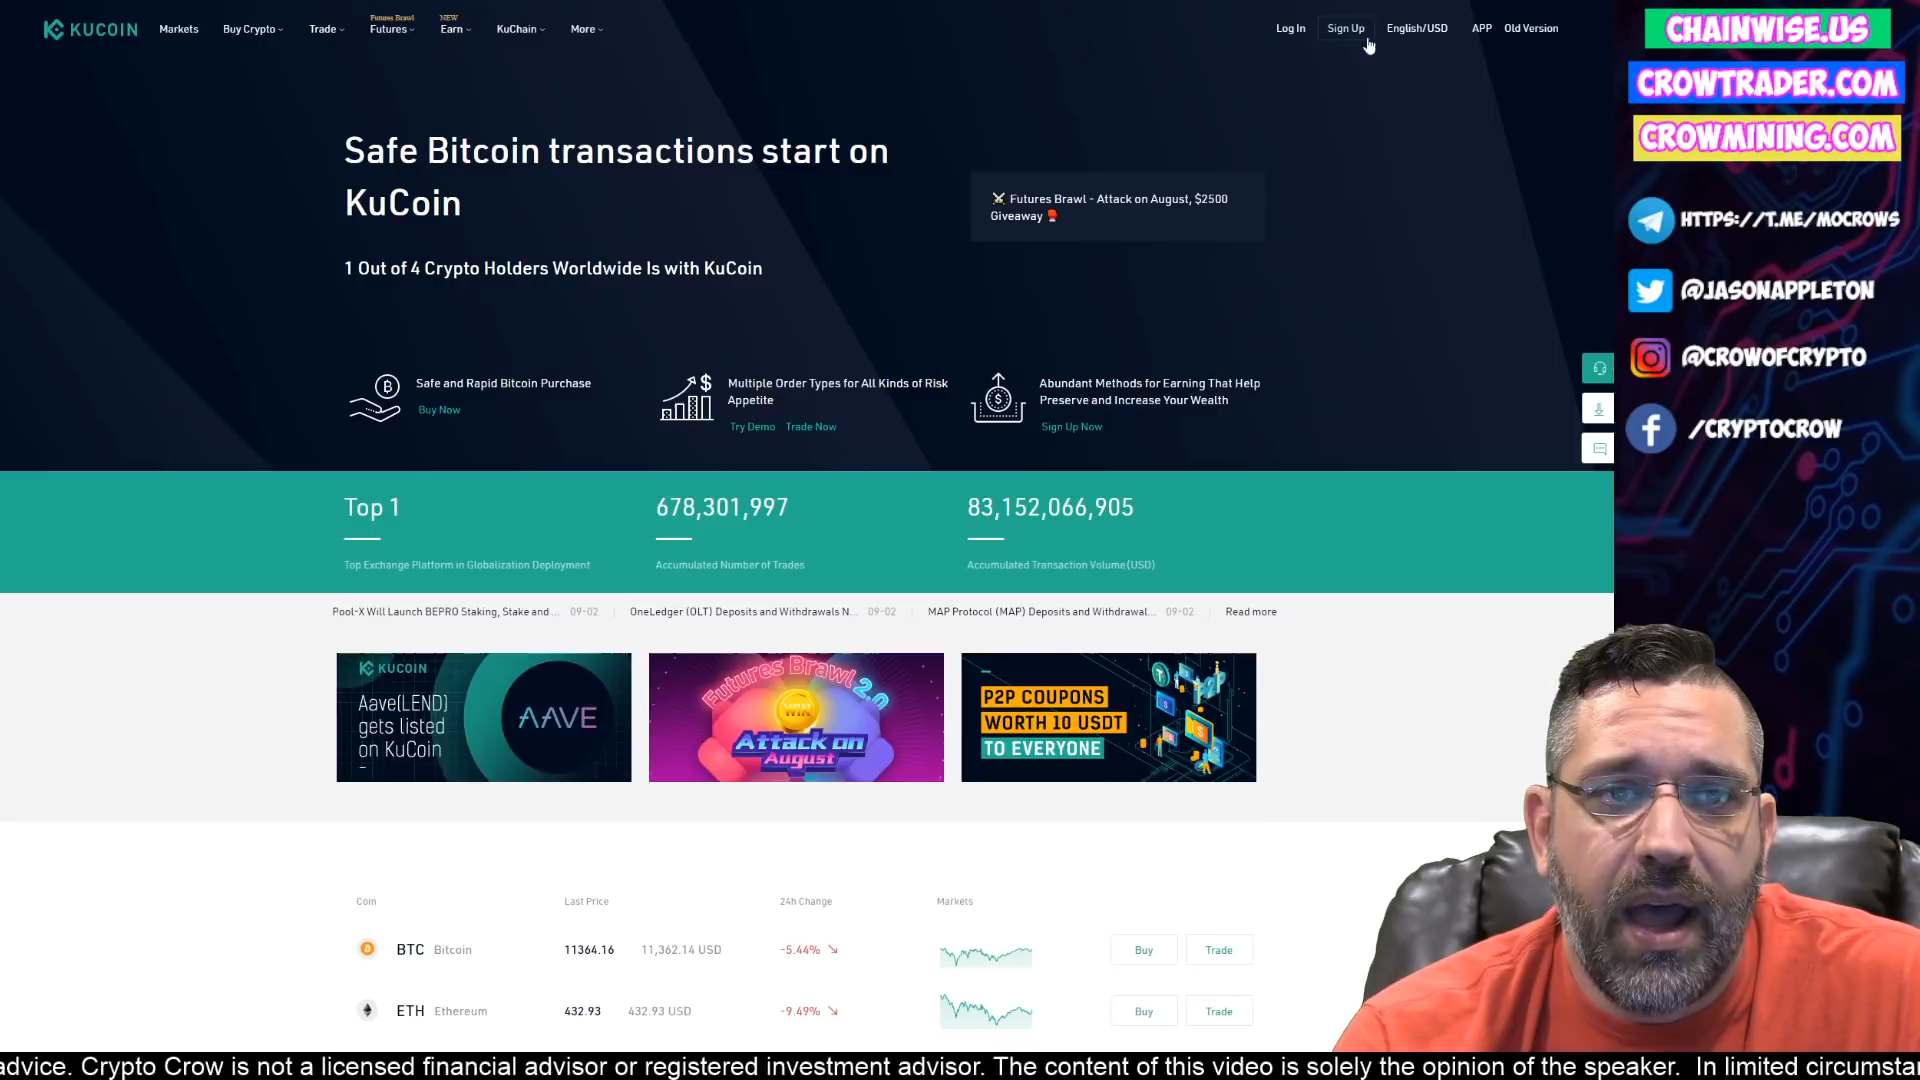 KUCOIN
Markets
Buy Crypto
Trade
Futures Brawl
Futures
NEW
Earn
KuChain
More
Log In
Sign Up
English/USD
APP
Old Version
Safe Bitcoin transactions start on
KuCoin
1 Out of 4 Crypto Holders Worldwide Is with KuCoin
Futures Brawl - Attack on August, $2500
Giveaway
Safe and Rapid Bitcoin Purchase
Buy Now
Multiple Order Types for All Kinds of Risk
Appetite
Try Demo Trade Now
Abundant Methods for Earning That Help
Preserve and Increase Your Wealth
Sign Up Now
Top 1
Top Exchange Platform in Globalization Deployment
678,301,997
Accumulated Number of Trades
83,152,066,905
Accumulated Transaction Volume(USD)
Pool-X Will Launch BEPRO Staking, Stake and ... 09-02
OneLedger (OLT) Deposits and Withdrawals N... 09-02
MAP Protocol (MAP) Deposits and Withdrawal... 09-02
Read more
KUCOIN
Aave(LEND)
gets listed
on KuCoin
AAVE
Futures Brawl 2.0
WIN
Attack on
August
P2P COUPONS
WORTH 10 USDT
TO EVERYONE
Coin Last Price 24h Change Markets
BTC Bitcoin 11364.16 11,362.14 USD -5.44% Buy Trade
ETH Ethereum 432.93 432.93 USD -9.49% Buy Trade
CHAINWISE.US
CROWTRADER.COM
CROWMINING.COM
HTTPS://T.ME/MOCROWS
@JASONAPPLETON
@CROWOFCRYPTO
/CRYPTOCROW
advice. Crypto Crow is not a licensed financial advisor or registered investment advisor. The content of this video is solely the opinion of the speaker. In limited circumsta